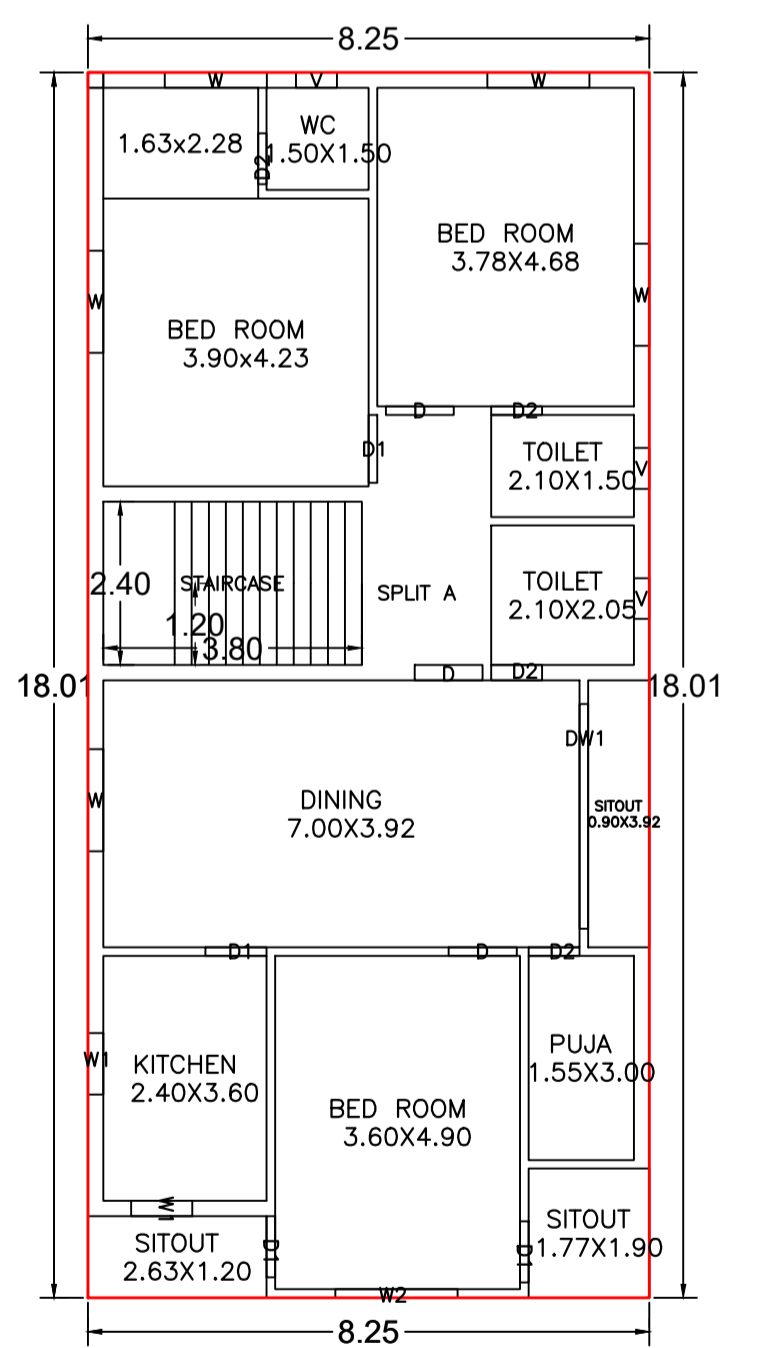 8.25
W
V
W
1.63x2.28
D2
WC
1.50X1.50
BED ROOM
3.78X4.68
W
W
BED ROOM
3.90x4.23
D
D2
D1
TOILET
2.10X1.50
V
2.40
STAIRCASE
1.20
3.80
SPLIT A
TOILET
2.10X2.05
V
D
D2
18.01
18.01
DW1
W
DINING
7.00X3.92
SITOUT
0.90X3.92
D1
D
D2
W1
KITCHEN
2.40X3.60
BED ROOM
3.60X4.90
PUJA
1.55X3.00
W1
SITOUT
2.63X1.20
D1
D1
SITOUT
1.77X1.90
W2
8.25